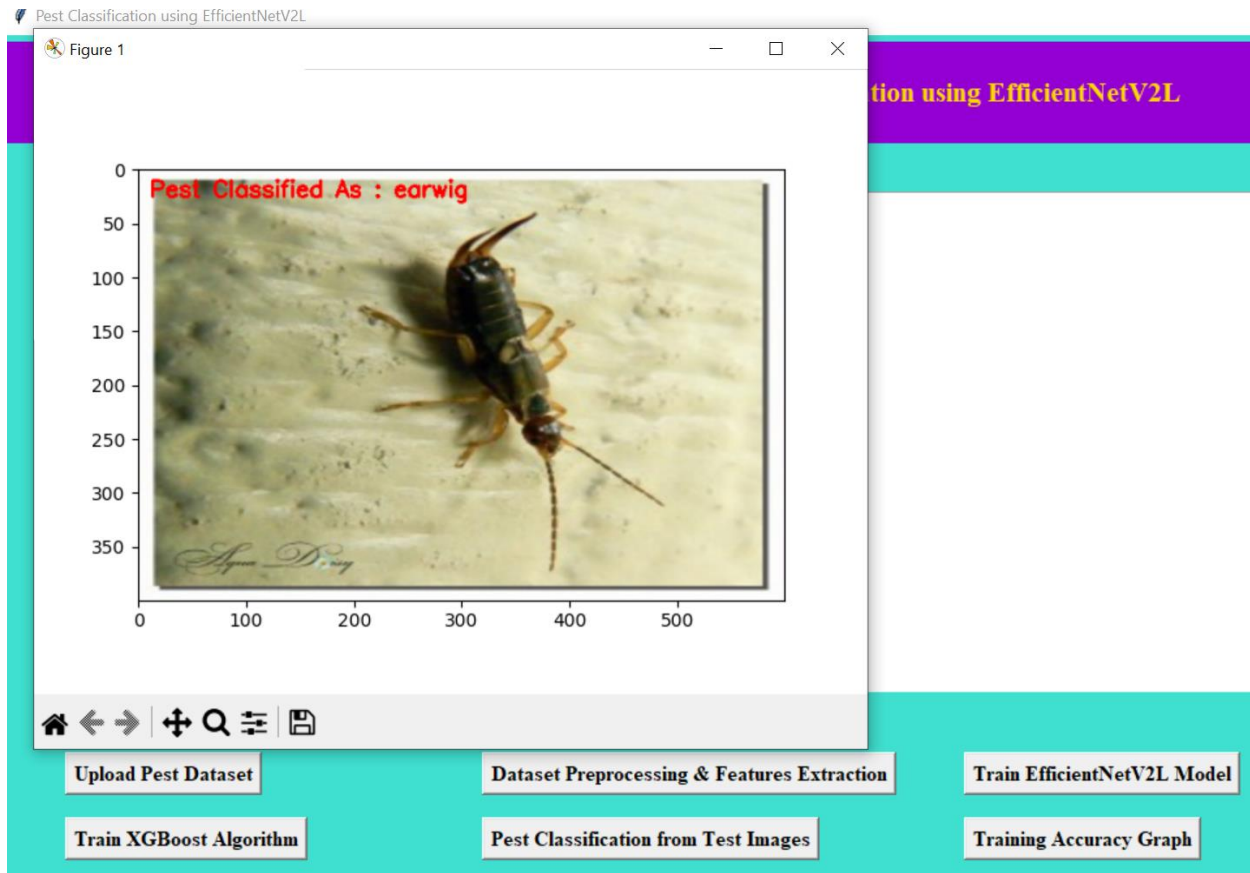 Pest Classification using EfficientNetV2L
Figure 1
tion using EfficientNetV2L
Pest Classified As : earwig
0
50
100
150
200
250
300
350
0 100 200 300 400 500
Upload Pest Dataset
Dataset Preprocessing & Features Extraction
Train EfficientNetV2L Model
Train XGBoost Algorithm
Pest Classification from Test Images
Training Accuracy Graph